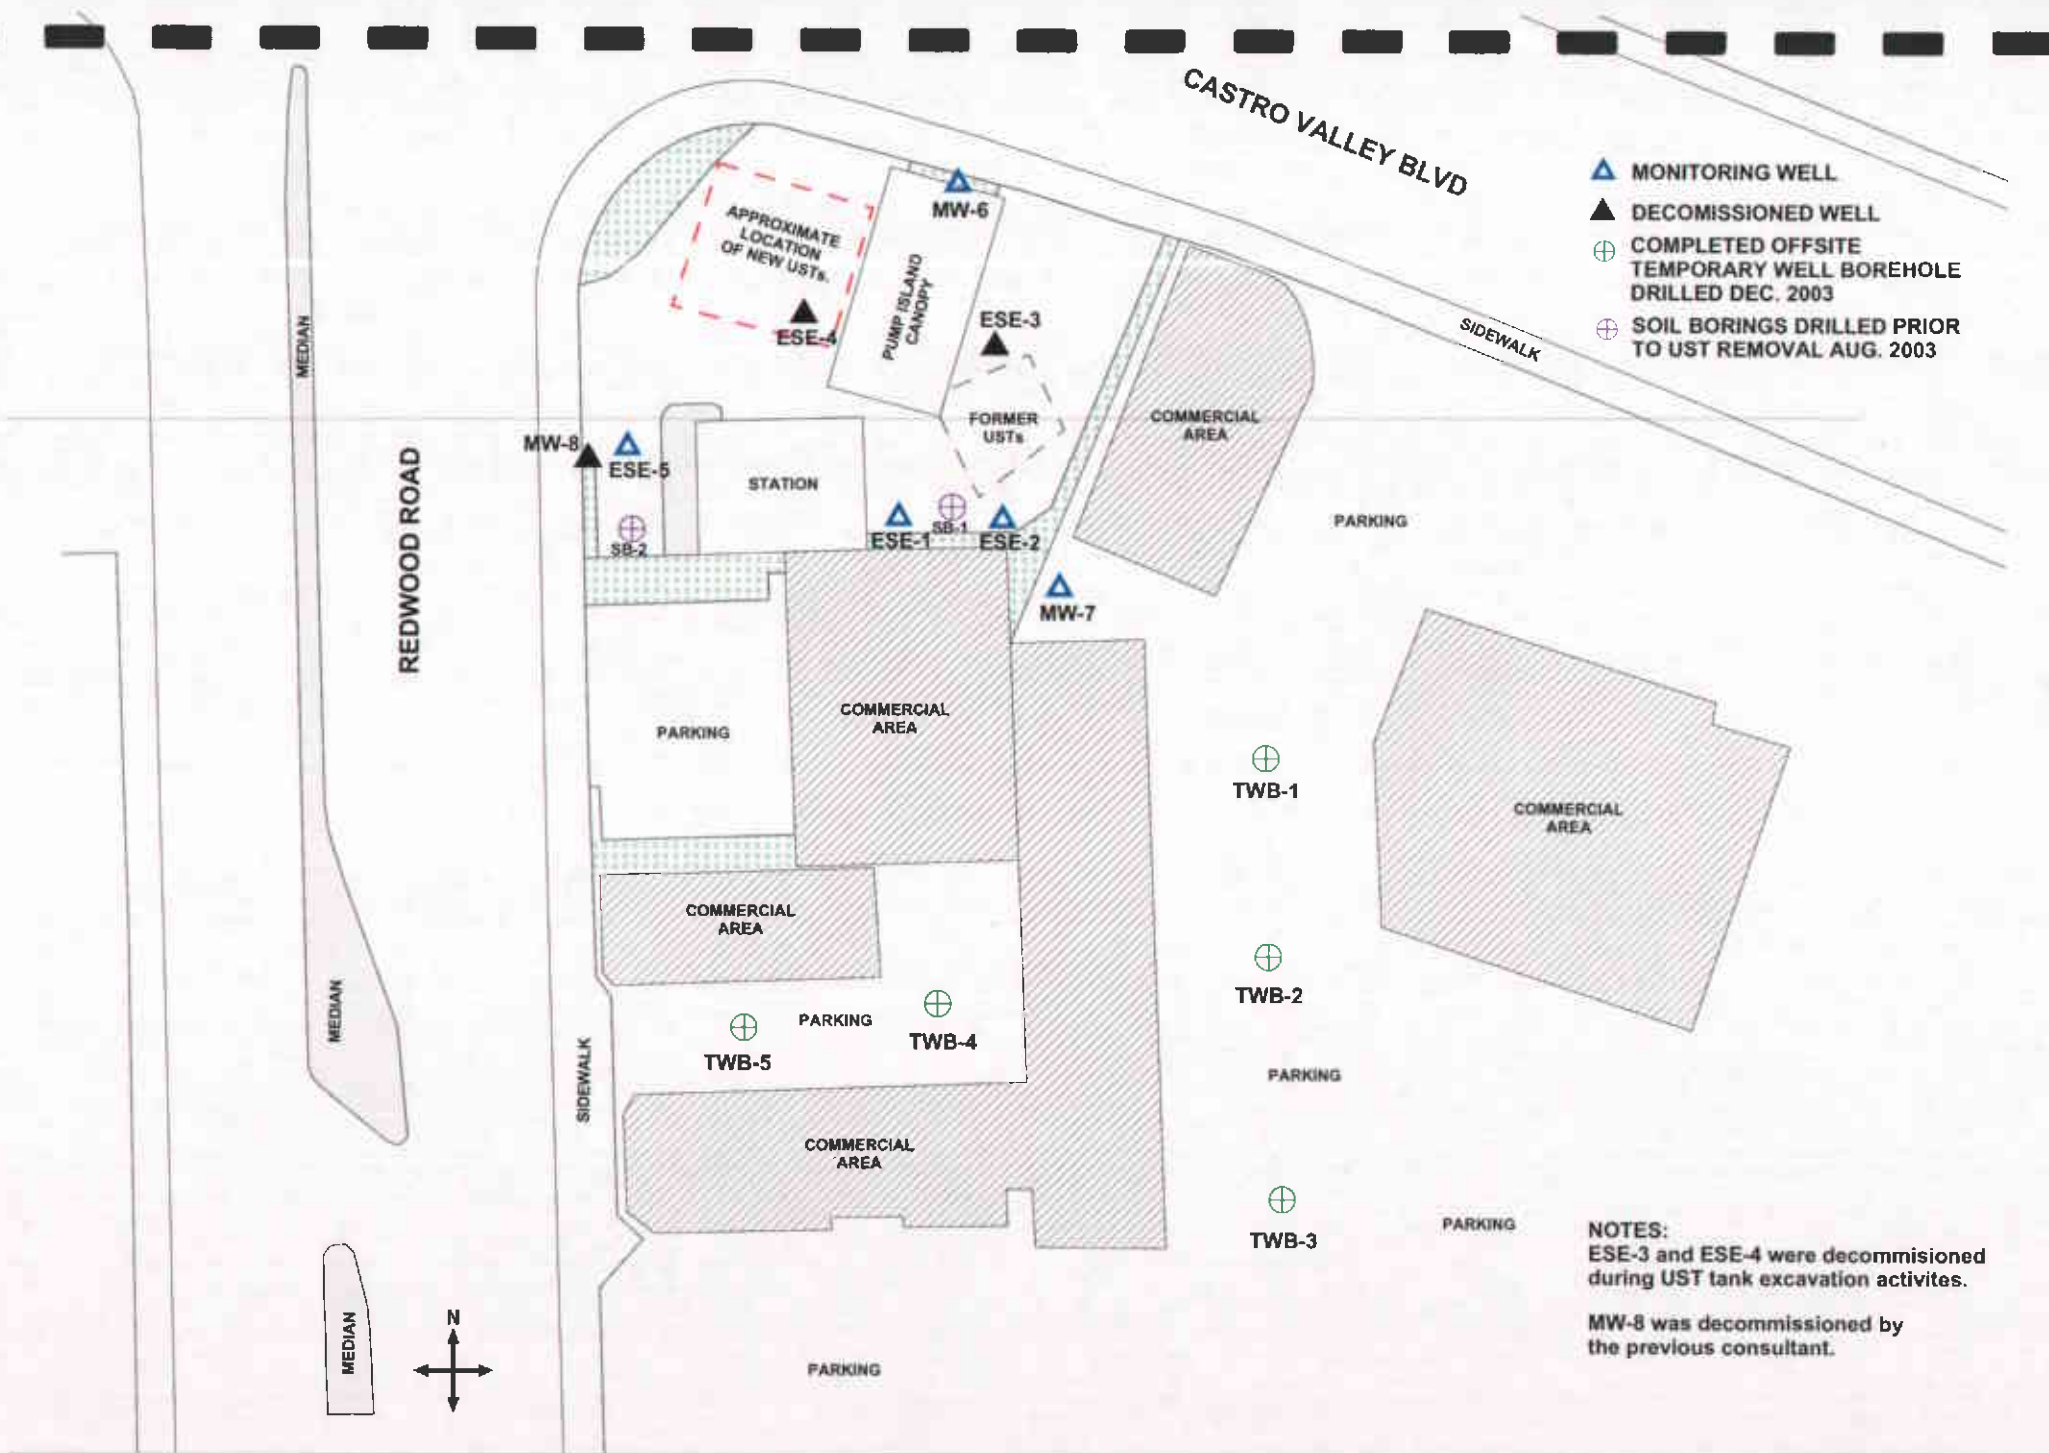 CASTRO VALLEY BLVD
MONITORING WELL
DECOMISSIONED WELL
COMPLETED OFFSITE
TEMPORARY WELL BOREHOLE
DRILLED DEC. 2003
SOIL BORINGS DRILLED PRIOR
TO UST REMOVAL AUG. 2003
MW-6
APPROXIMATE
LOCATION
OF NEW USTs.
PUMP ISLAND
CANOPY
ESE-4
ESE-3
MEDIAN
SIDEWALK
FORMER
USTs
COMMERCIAL
AREA
MW-8
ESE-5
STATION
REDWOOD ROAD
SB-2
ESE-1
SB-1
ESE-2
PARKING
MW-7
PARKING
COMMERCIAL
AREA
TWB-1
COMMERCIAL
AREA
COMMERCIAL
AREA
TWB-2
MEDIAN
PARKING
TWB-4
TWB-5
SIDEWALK
PARKING
COMMERCIAL
AREA
TWB-3
PARKING
NOTES:
ESE-3 and ESE-4 were decommisioned
during UST tank excavation activites.
MW-8 was decommissioned by
the previous consultant.
N
MEDIAN
PARKING